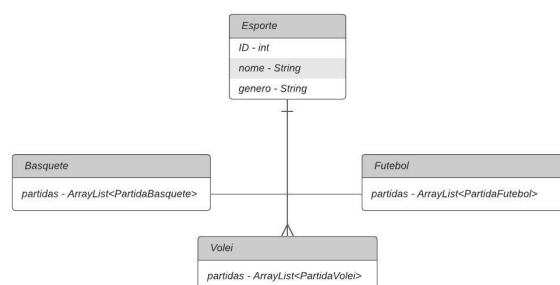 Esporte
ID - int
nome - String
genero - String
Basquete
partidas - ArrayList<PartidaBasquete>
Futebol
partidas - ArrayList<PartidaFutebol>
Volei
partidas - ArrayList<PartidaVolei>